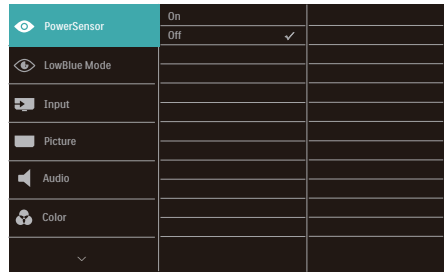 PowerSensor
On
Off
LowBlue Mode
Input
Picture
Audio
Color